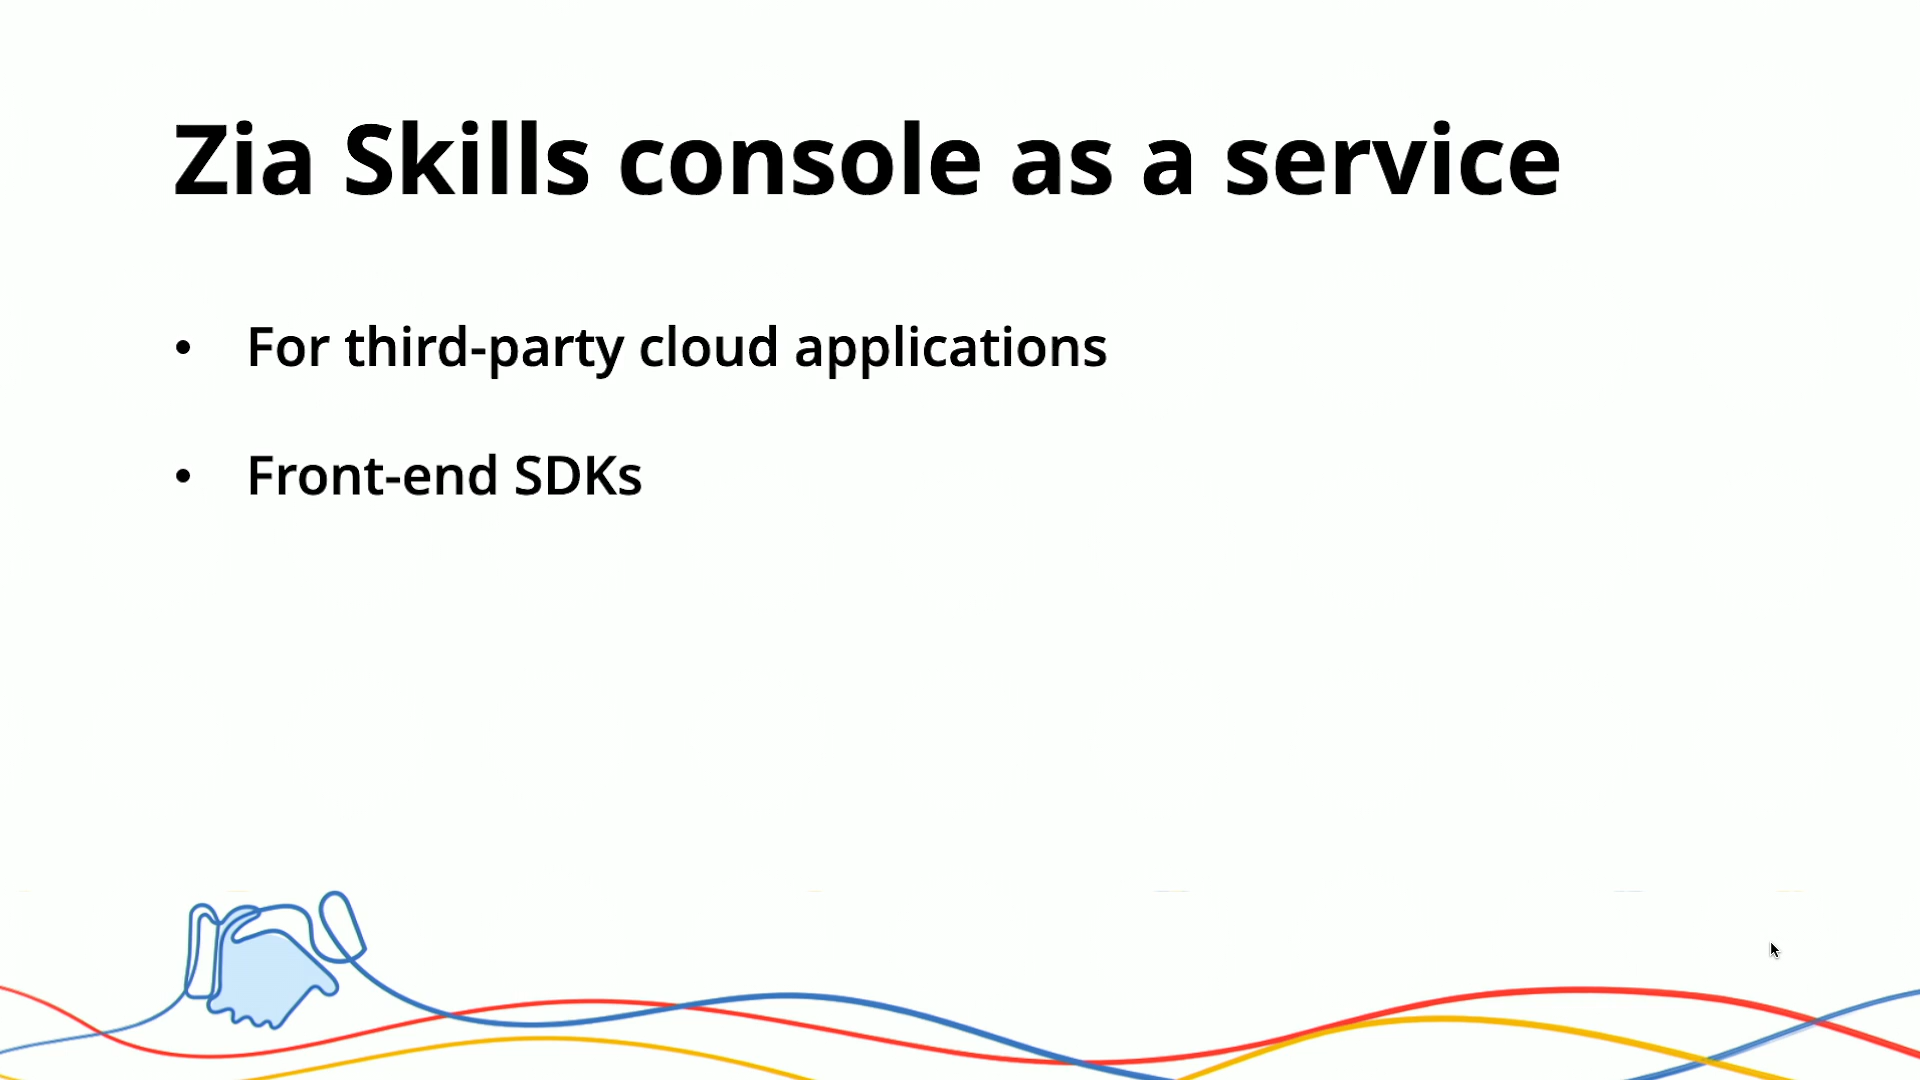 Zia Skills console as a service
• For third-party cloud applications
• Front-end SDKs